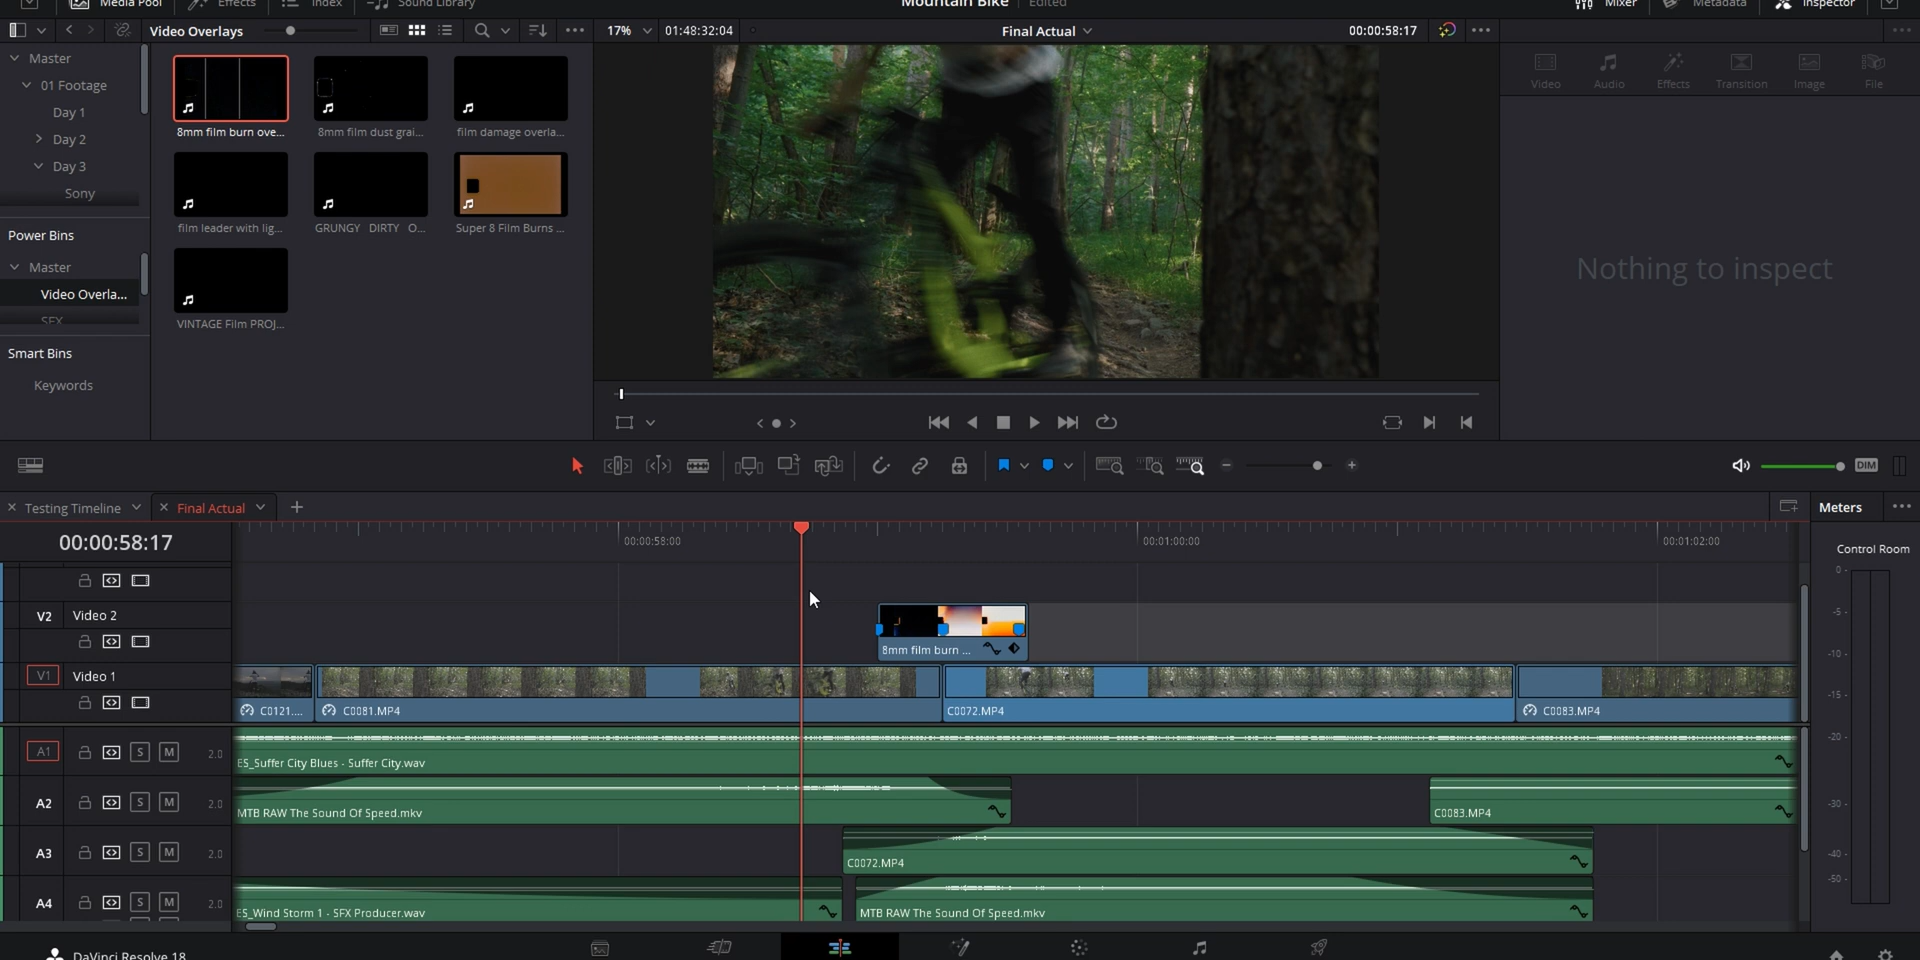 Media Pool
Effects
Index
Sound Library
Mountain Bike
Edited
Mixer
Metadata
Inspector
Video Overlays
17%
01:48:32:04
Final Actual
00:00:58:17
Master
01 Footage
Day 1
Day 2
Day 3
Sony
Power Bins
Master
Video Overla...
SFX
Smart Bins
Keywords
8mm film burn ove...
8mm film dust grai...
film damage overla...
film leader with lig...
GRUNGY DIRTY O...
Super 8 Film Burns ...
VINTAGE Film PROJ...
Video
Audio
Effects
Transition
Image
File
Nothing to inspect
DIM
Testing Timeline
Final Actual
Meters
00:00:58:17
00:00:58:00
00:01:00:00
00:01:02:00
Control Room
V2
Video 2
8mm film burn ...
V1
Video 1
C0121....
C0081.MP4
C0072.MP4
C0083.MP4
A1
S
M
2.0
ES_Suffer City Blues - Suffer City.wav
A2
S
M
2.0
MTB RAW The Sound Of Speed.mkv
C0083.MP4
A3
S
M
2.0
C0072.MP4
A4
S
M
2.0
ES_Wind Storm 1 - SFX Producer.wav
MTB RAW The Sound Of Speed.mkv
0
-5
-10
-15
-20
-30
-40
-50
DaVinci Resolve 18